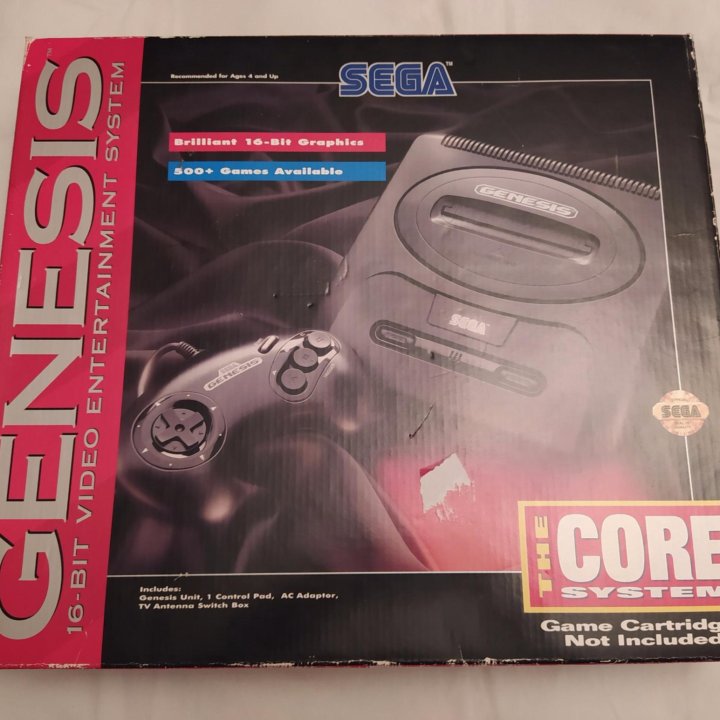 GENESIS™
16-BIT VIDEO ENTERTAINMENT SYSTEM
Recommended for Ages 4 and Up
SEGA™
Brilliant 16-Bit Graphics
500+ Games Available
GENESIS
SEGA
SEGA
GENESIS
SEGA
THE
CORE
SYSTEM
Game Cartridg
Not Included
Includes:
Genesis Unit, 1 Control Pad, AC Adaptor,
TV Antenna Switch Box